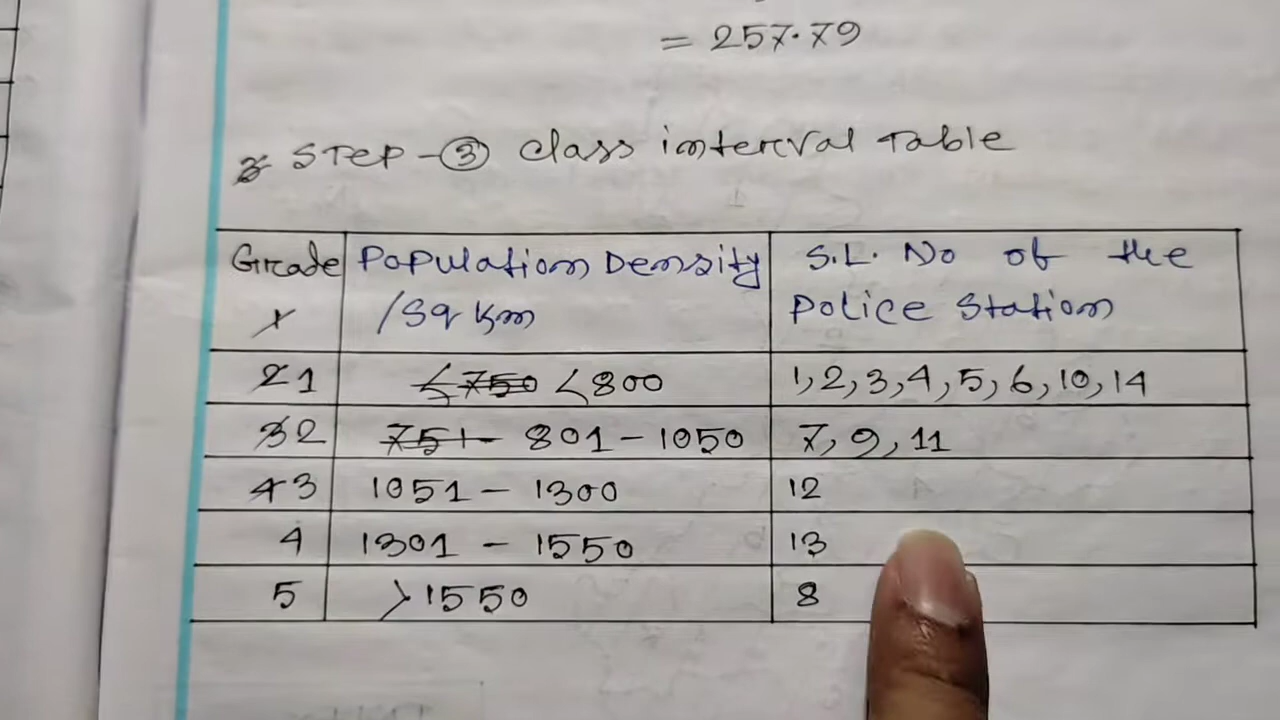 = 257.79
STEP - ③ Class interval Table
Grade Population Density S.L. No of the
/Sq km Police Station
1 <750 <800 1,2,3,4,5,6,10,14
2 751- 801 - 1050 7,9,11
3 1051 - 1300 12
4 1301 - 1550 13
5 >1550 8